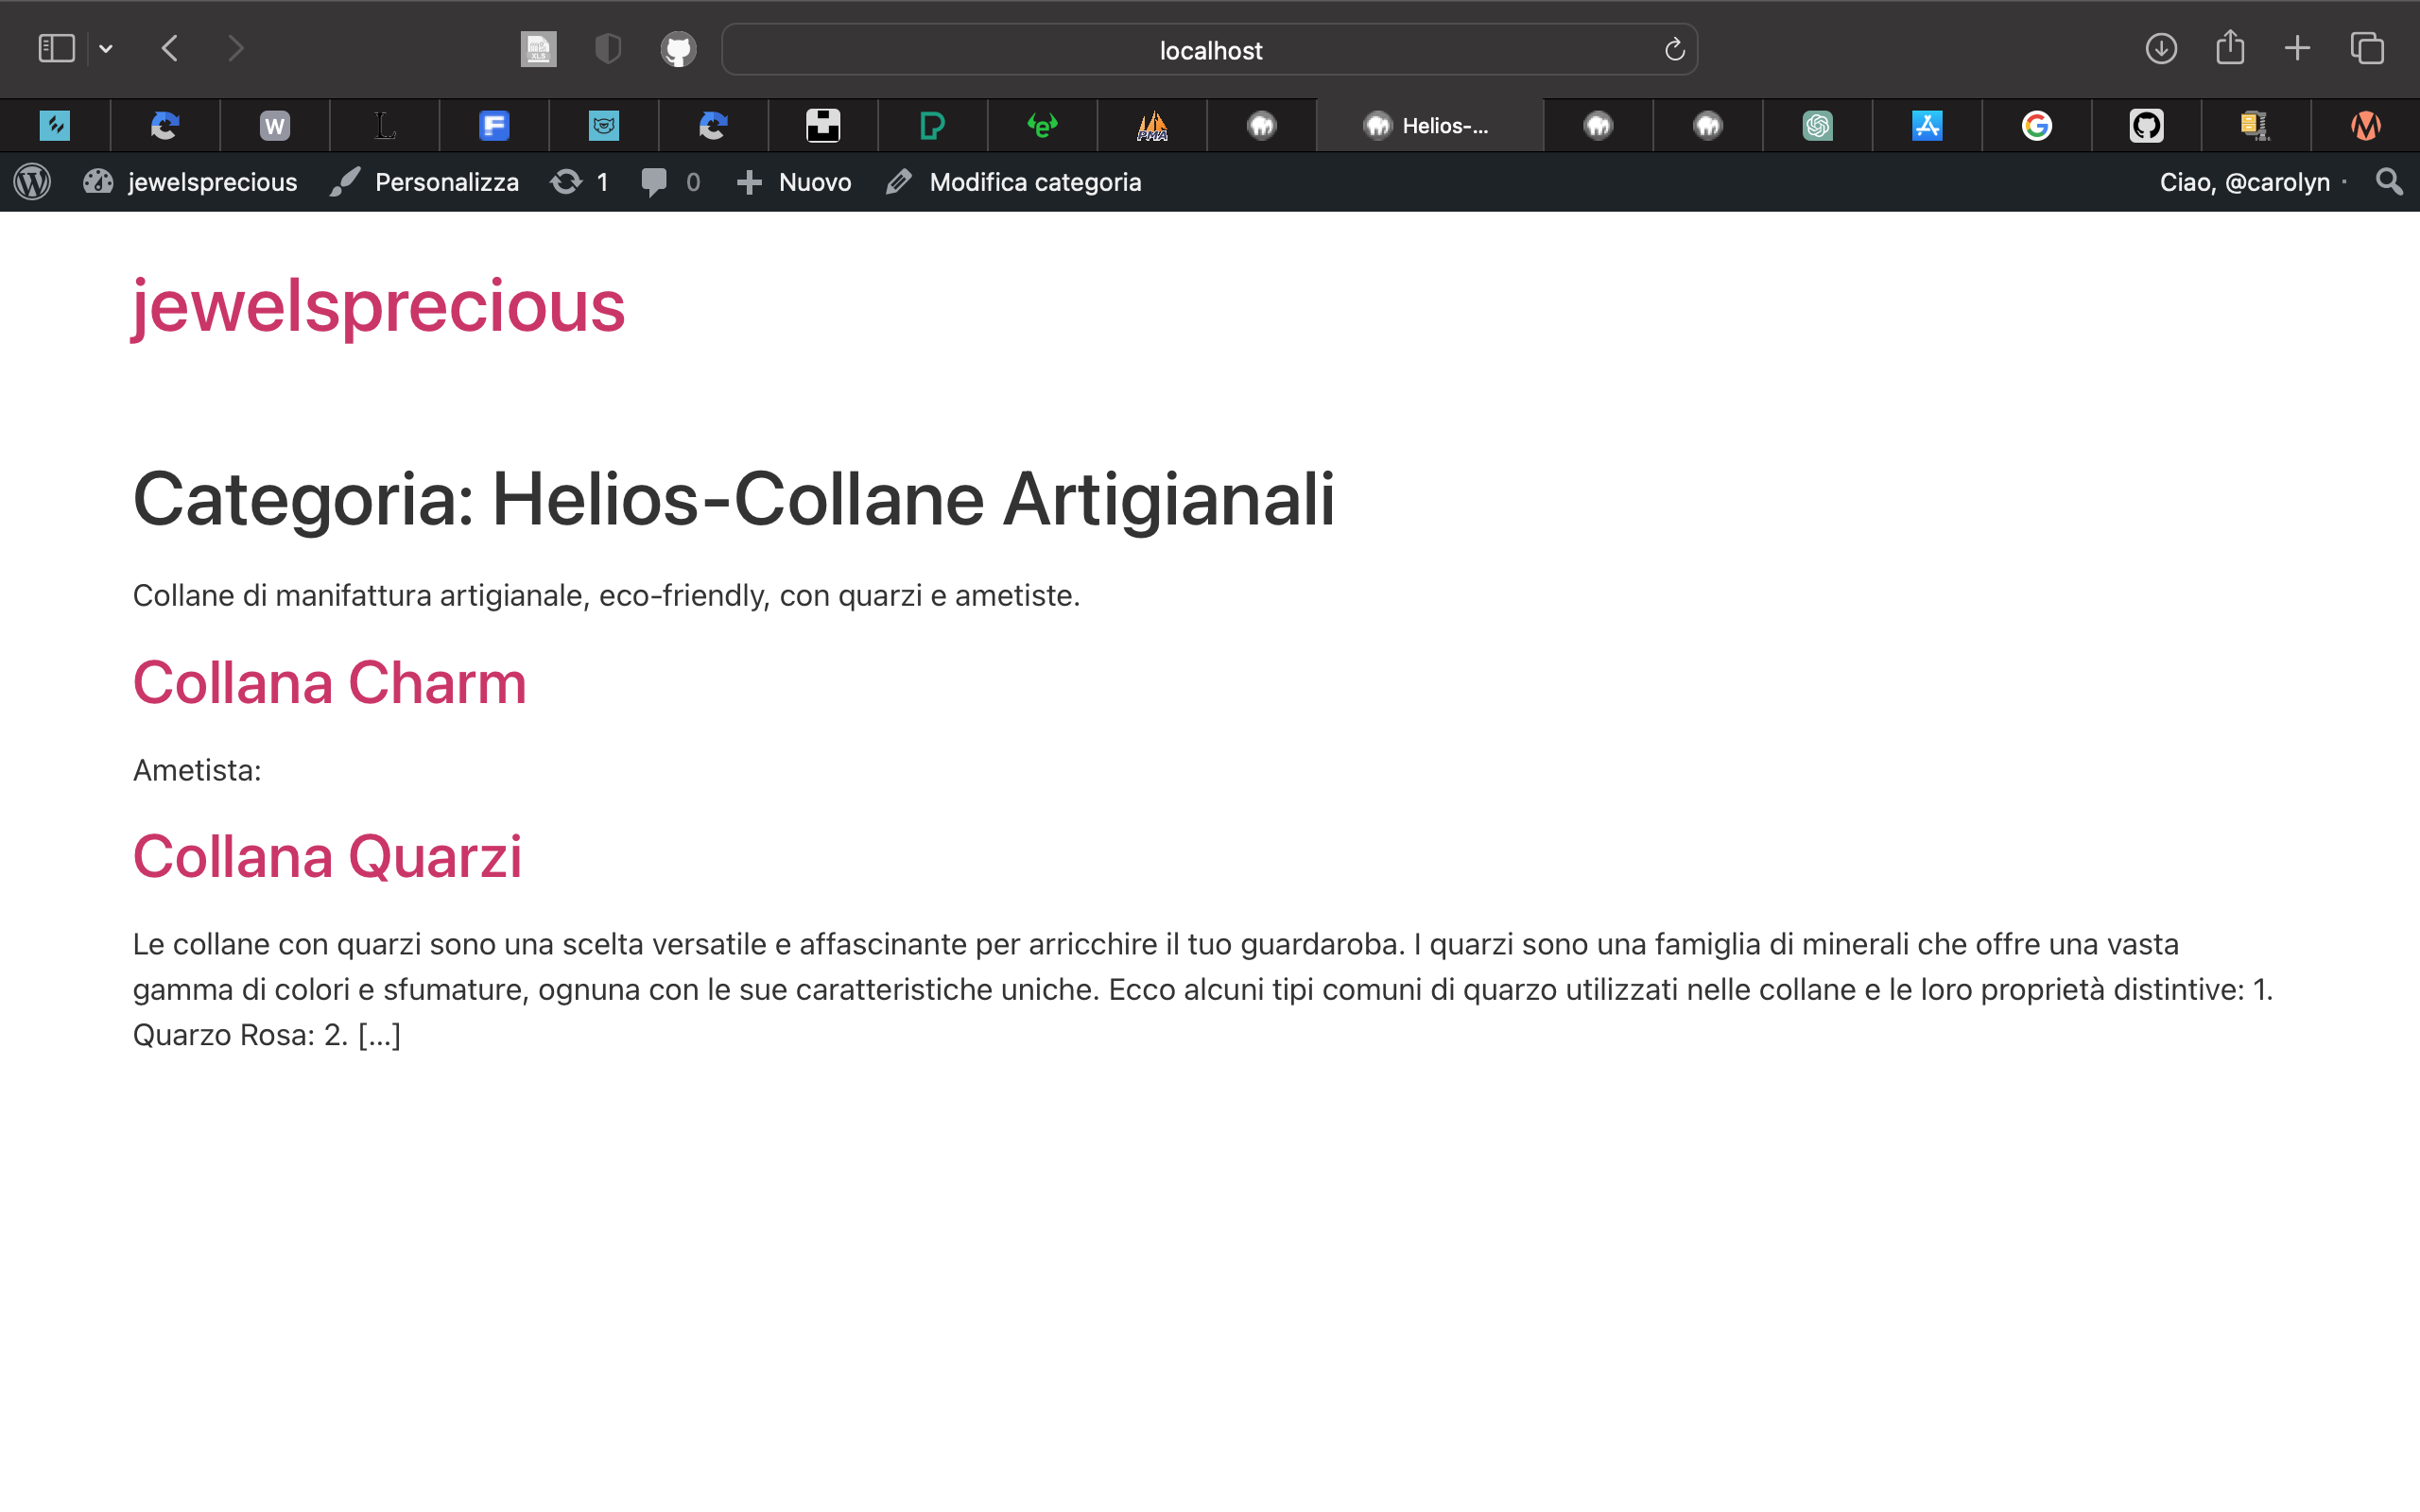 localhost
W
L
F
P
e
PMA
Helios-...
G
M
jewelsprecious
Personalizza
1
0
Nuovo
Modifica categoria
Ciao, @carolyn
jewelsprecious
Categoria: Helios-Collane Artigianali
Collane di manifattura artigianale, eco-friendly, con quarzi e ametiste.
Collana Charm
Ametista:
Collana Quarzi
Le collane con quarzi sono una scelta versatile e affascinante per arricchire il tuo guardaroba. I quarzi sono una famiglia di minerali che offre una vasta
gamma di colori e sfumature, ognuna con le sue caratteristiche uniche. Ecco alcuni tipi comuni di quarzo utilizzati nelle collane e le loro proprietà distintive: 1.
Quarzo Rosa: 2. […]